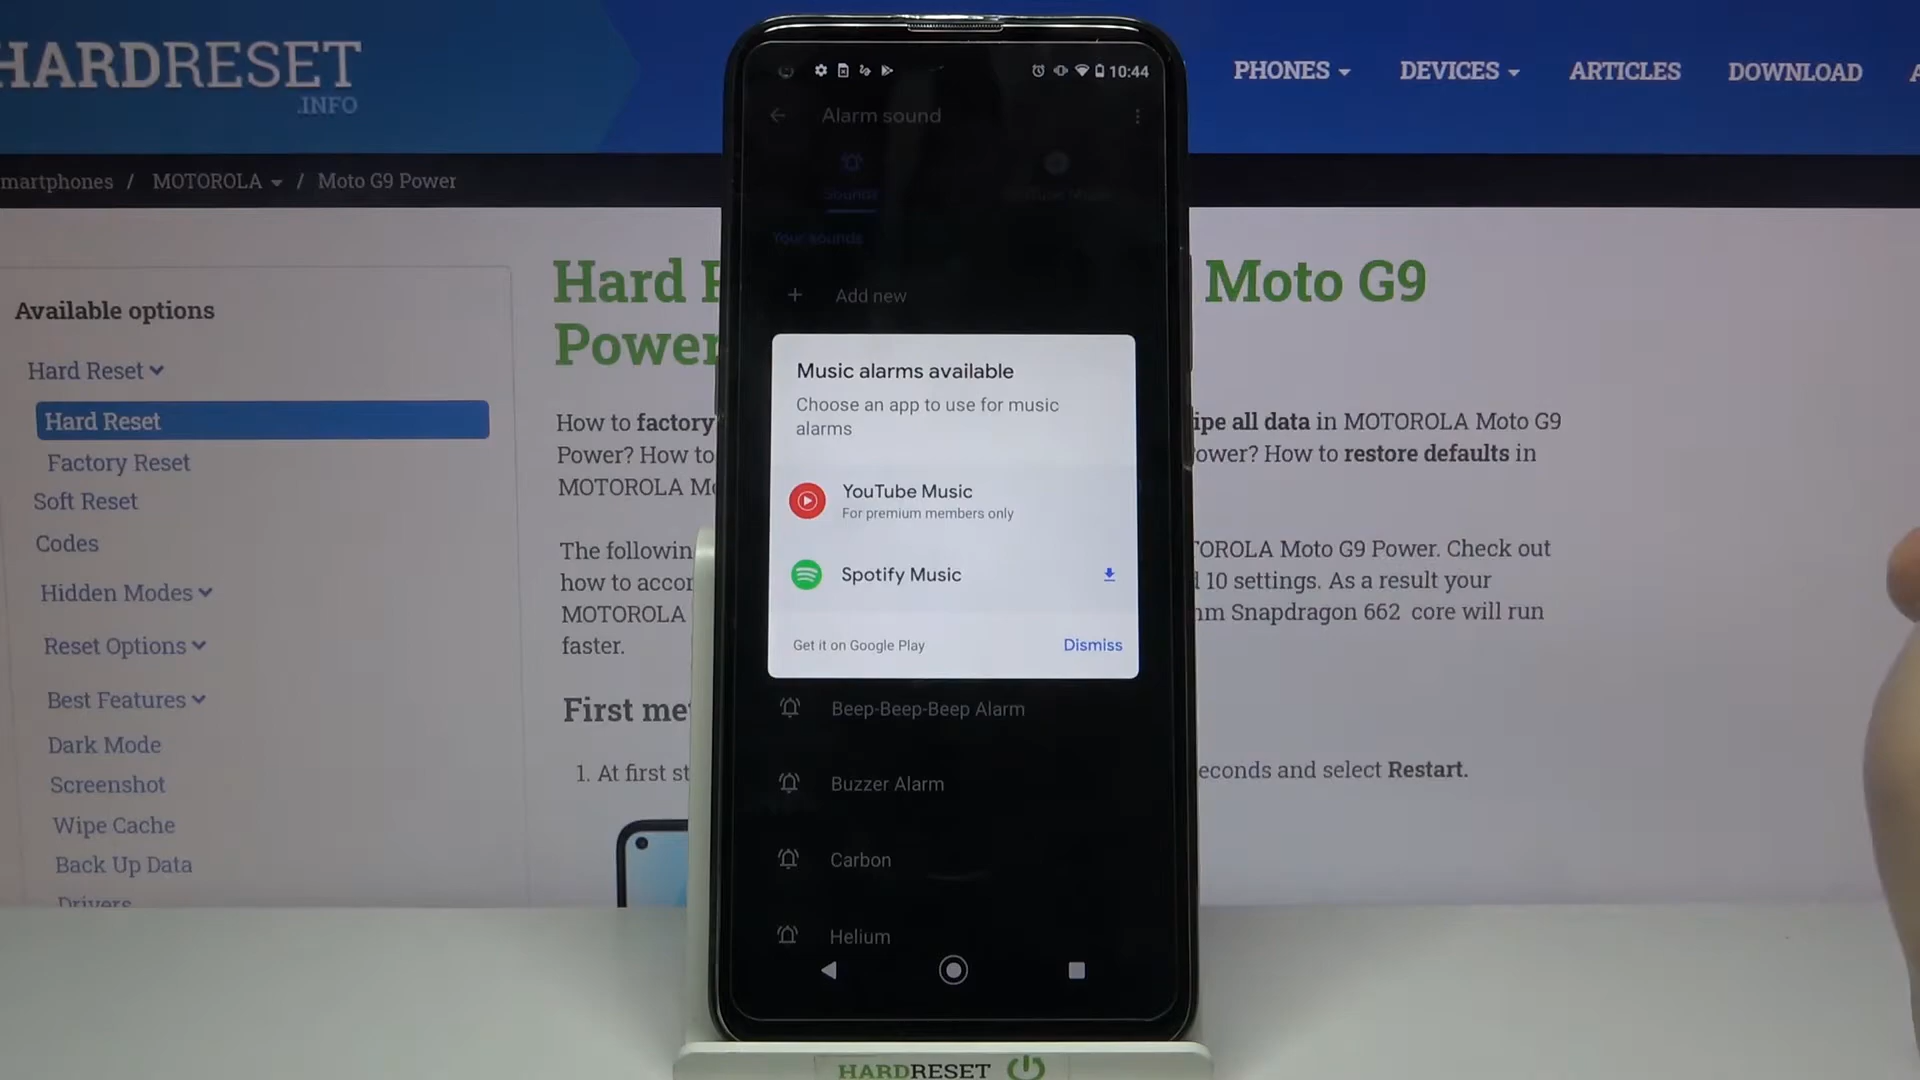 HARDRESET
.INFO
PHONES
DEVICES
ARTICLES
DOWNLOAD
martphones / MOTOROLA / Moto G9 Power
Available options
Hard Reset
Hard Reset
Factory Reset
Soft Reset
Codes
Hidden Modes
Reset Options
Best Features
Dark Mode
Screenshot
Wipe Cache
Back Up Data
Drivers
Hard Moto G9
Power
How to factory ipe all data in MOTOROLA Moto G9
Power? How to ower? How to restore defaults in
MOTOROLA
The followin OROLA Moto G9 Power. Check out
how to 10 settings. As a result your
MOTOROLA Snapdragon 662 core will run
faster.
First
1. At first econds and select Restart.
10:44
Alarm sound
Sounds
Your sounds
Add new
Music alarms available
Choose an app to use for music
alarms
YouTube Music
For premium members only
Spotify Music
Get it on Google Play
Dismiss
Beep-Beep-Beep Alarm
Buzzer Alarm
Carbon
Helium
HARDRESET